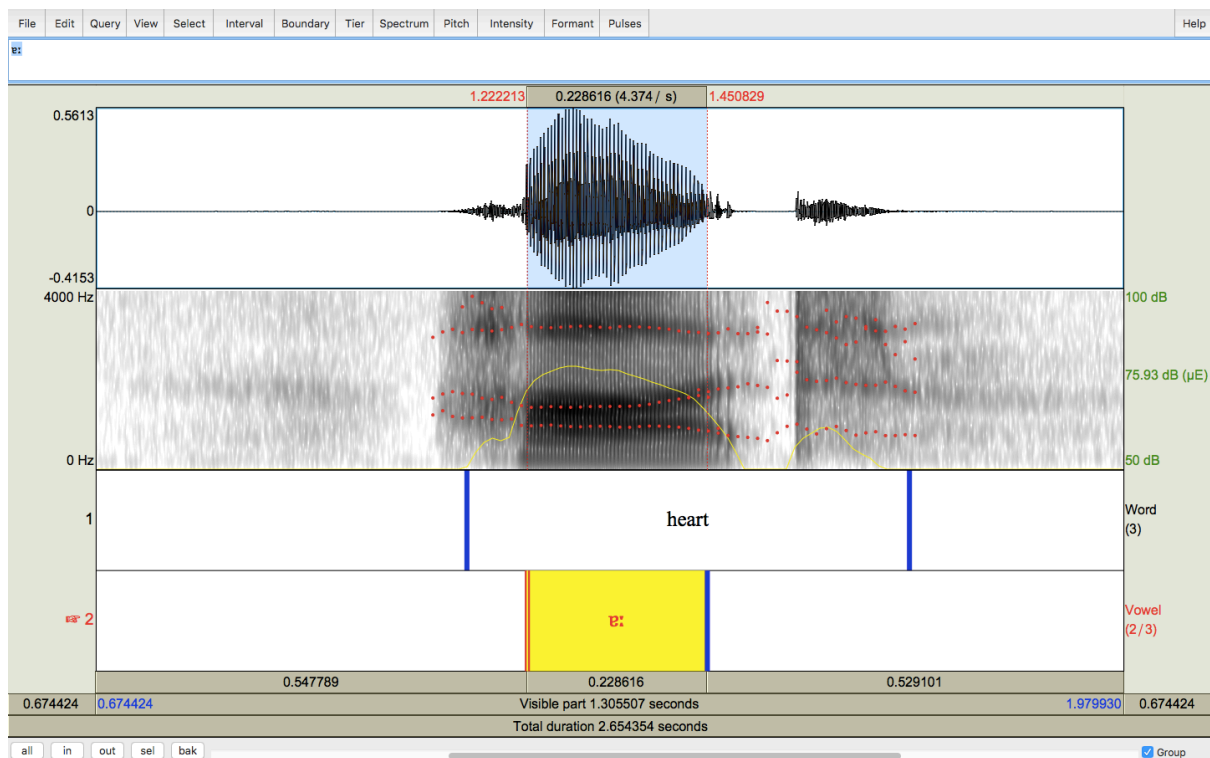 File Edit Query View Select Interval Boundary Tier Spectrum Pitch Intensity Formant Pulses Help
ɐː
1.222213 0.228616 (4.374 / s) 1.450829
0.5613
0
-0.4153
4000 Hz 100 dB
75.93 dB (µE)
0 Hz 50 dB
1 heart Word
(3)
☞ 2 ɐː Vowel
(2 / 3)
0.547789 0.228616 0.529101
0.674424 0.674424 Visible part 1.305507 seconds 1.979930 0.674424
Total duration 2.654354 seconds
all in out sel bak Group